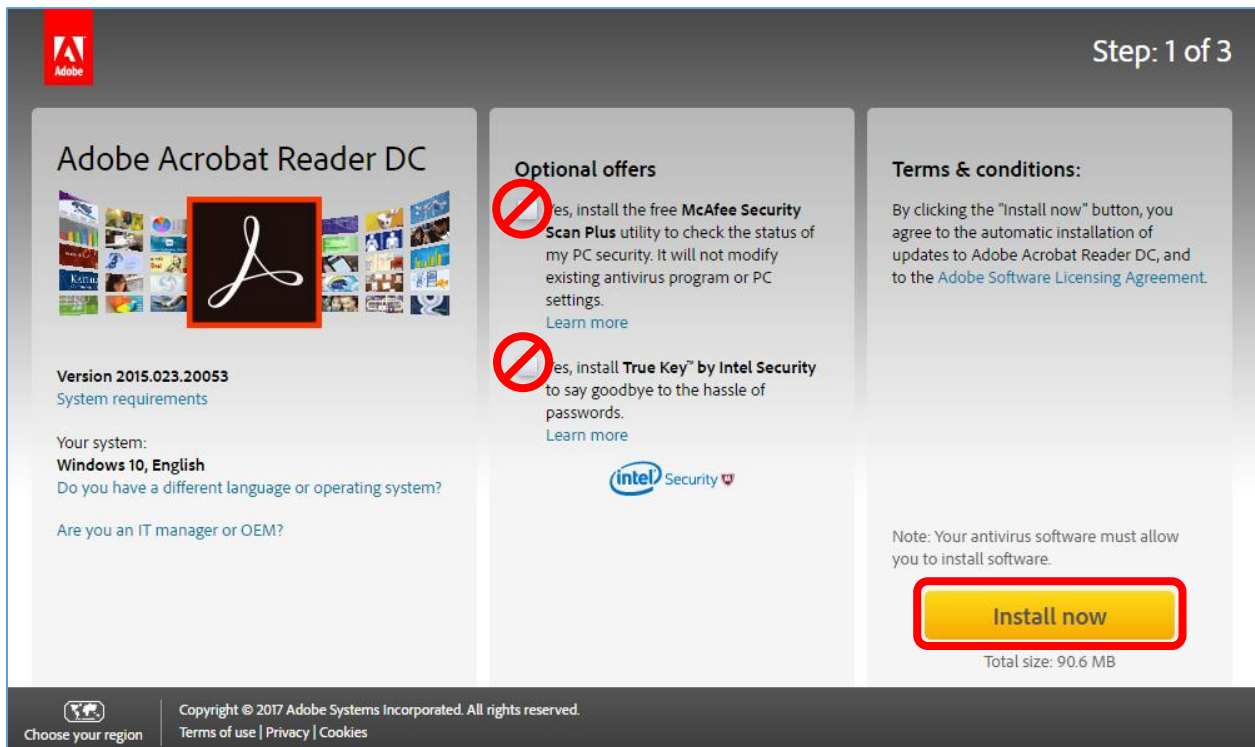 Adobe
Step: 1 of 3
Adobe Acrobat Reader DC
Version 2015.023.20053
System requirements
Your system:
Windows 10, English
Do you have a different language or operating system?
Are you an IT manager or OEM?
Optional offers
Yes, install the free McAfee Security
Scan Plus utility to check the status of
my PC security. It will not modify
existing antivirus program or PC
settings.
Learn more
Yes, install True Key™ by Intel Security
to say goodbye to the hassle of
passwords.
Learn more
intel Security
Terms & conditions:
By clicking the "Install now" button, you
agree to the automatic installation of
updates to Adobe Acrobat Reader DC, and
to the Adobe Software Licensing Agreement.
Note: Your antivirus software must allow
you to install software.
Install now
Total size: 90.6 MB
Choose your region
Copyright © 2017 Adobe Systems Incorporated. All rights reserved.
Terms of use | Privacy | Cookies